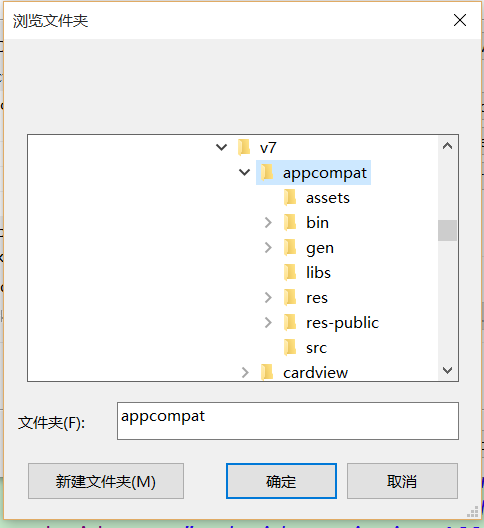 浏览文件夹
v7
appcompat
assets
bin
gen
libs
res
res-public
src
cardview
文件夹(F):
appcompat
新建文件夹(M)
确定
取消